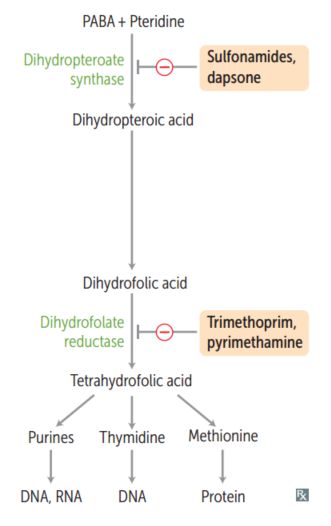 PABA + Pteridine
Dihydropteroate
synthase
Sulfonamides,
dapsone
Dihydropteroic acid
Dihydrofolic acid
Dihydrofolate
reductase
Trimethoprim,
pyrimethamine
Tetrahydrofolic acid
Purines Thymidine Methionine
DNA, RNA DNA Protein
℞